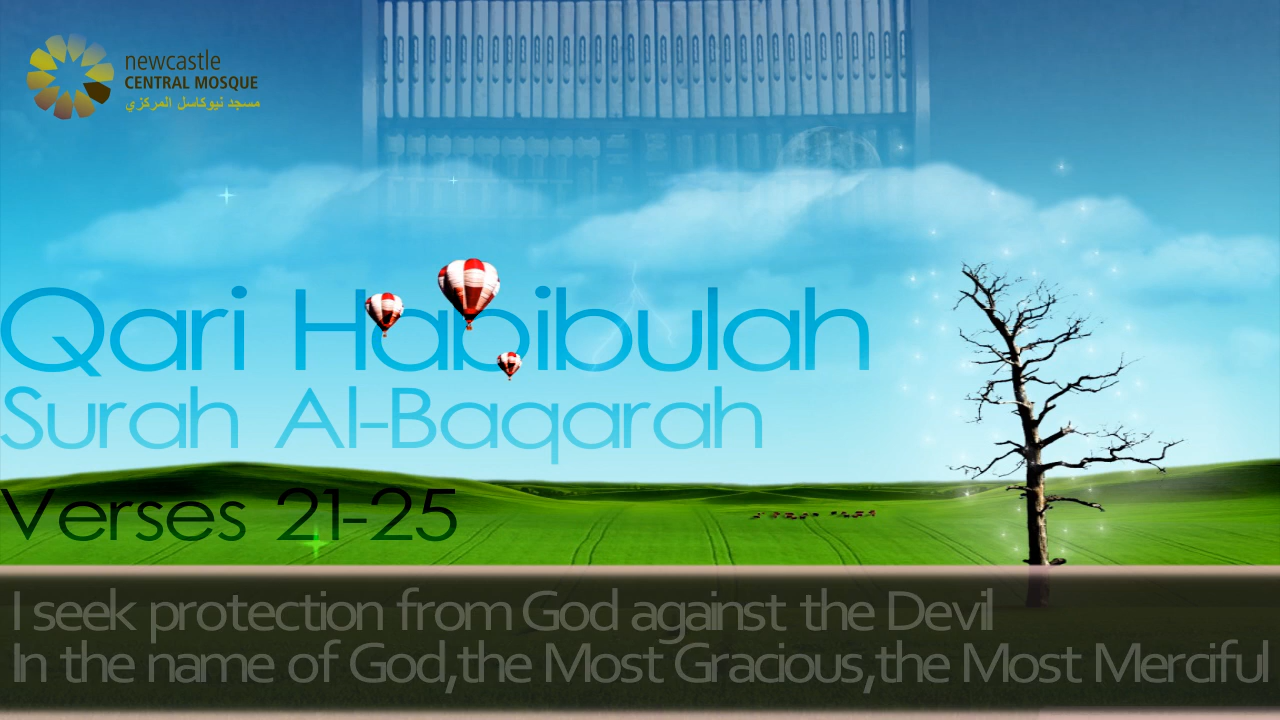 newcastle
CENTRAL MOSQUE
مسجد نيوكاسل المركزي
Qari Habibulah
Surah Al-Baqarah
Verses 21-25
I seek protection from God against the Devil
In the name of God,the Most Gracious,the Most Merciful